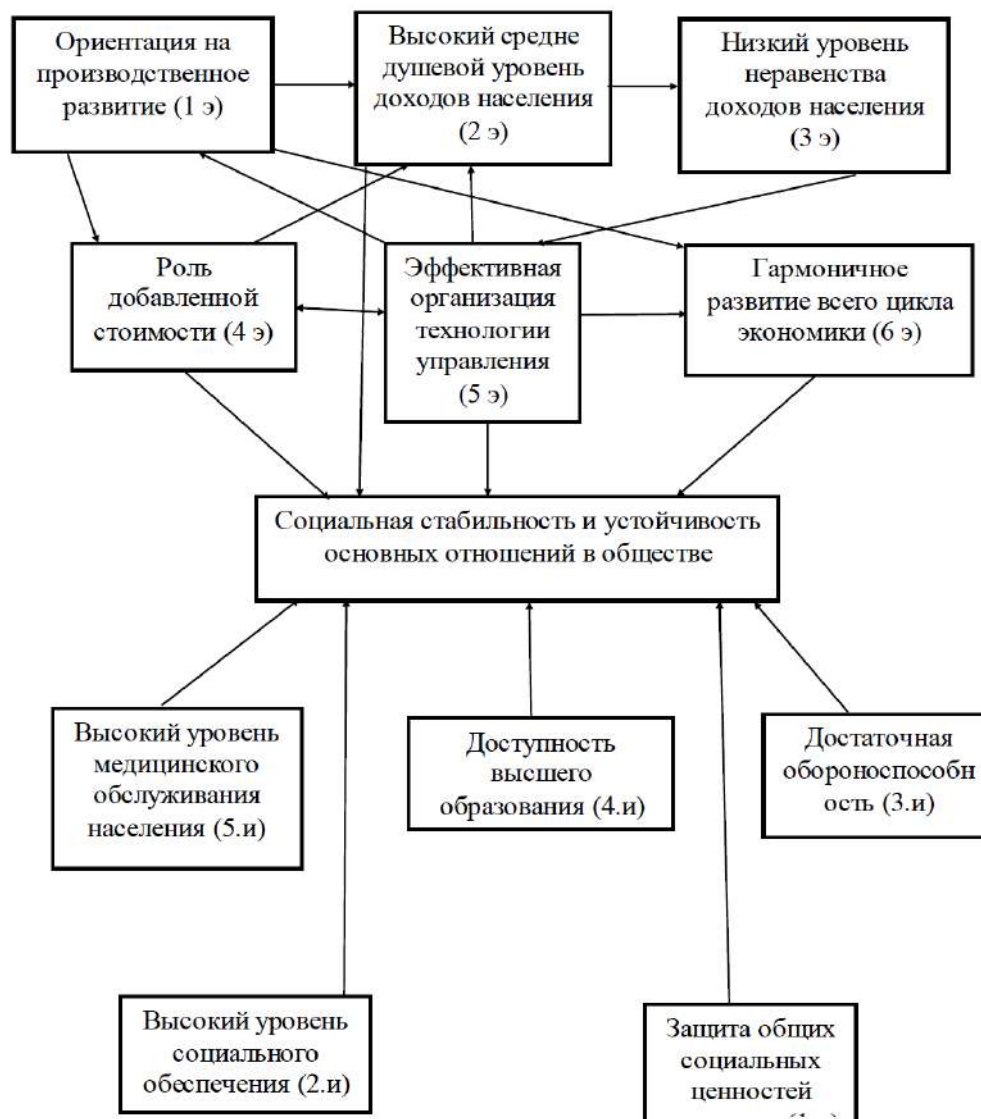 Ориентация на
производственное
развитие (1 э)
Высокий средне
душевой уровень
доходов населения
(2 э)
Низкий уровень
неравенства
доходов населения
(3 э)
Роль
добавленной
стоимости (4 э)
Эффективная
организация
технологии
управления
(5 э)
Гармоничное
развитие всего цикла
экономики (6 э)
Социальная стабильность и устойчивость
основных отношений в обществе
Высокий уровень
медицинского
обслуживания
населения (5.и)
Доступность
высшего
образования (4.и)
Достаточная
обороноспособн
ость (3.и)
Высокий уровень
социального
обеспечения (2.и)
Защита общих
социальных
ценностей